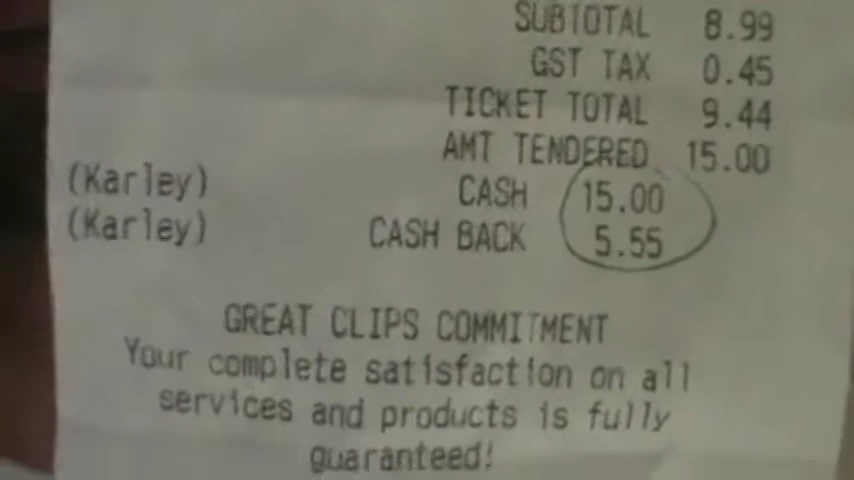 SUBTOTAL 8.99
GST TAX 0.45
TICKET TOTAL 9.44
AMT TENDERED 15.00
(Karley) CASH 15.00
(Karley) CASH BACK 5.55
GREAT CLIPS COMMITMENT
Your complete satisfaction on all
services and products is fully
guaranteed!